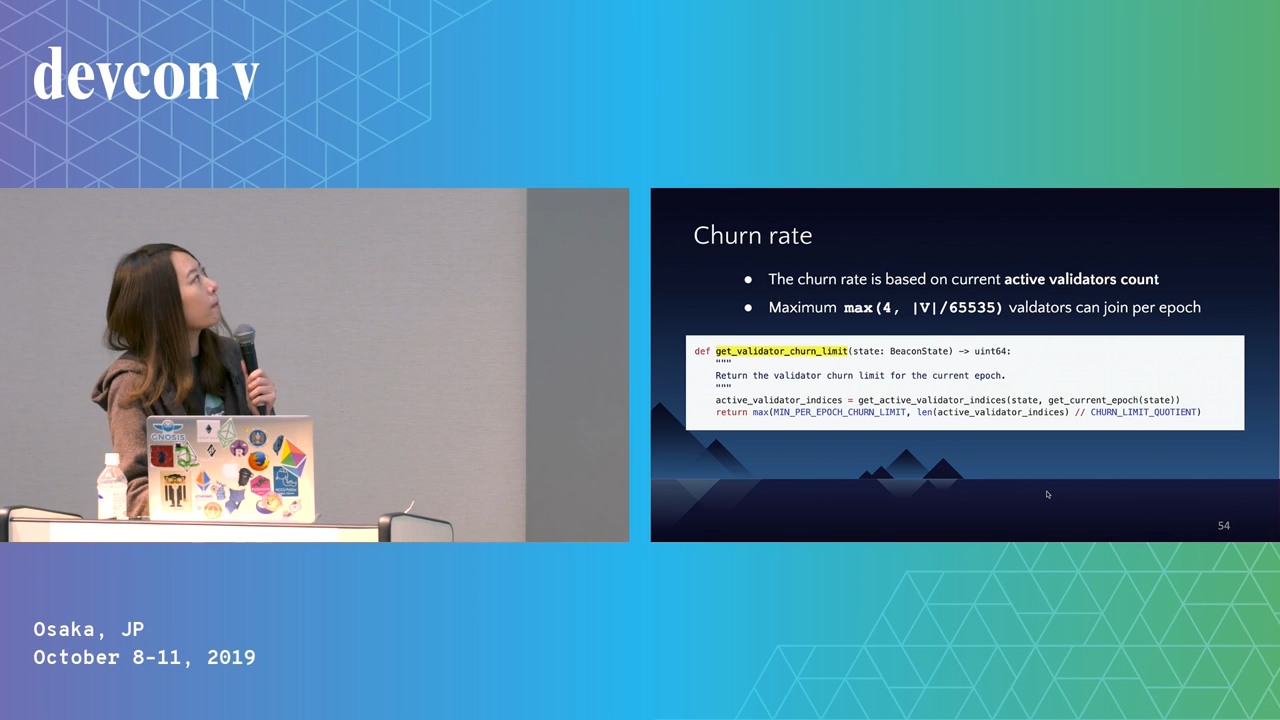 devcon v
GNOSIS
Churn rate
● The churn rate is based on current active validators count
● Maximum max(4, |V|/65535) valdators can join per epoch
def get_validator_churn_limit(state: BeaconState) -> uint64:
"""
Return the validator churn limit for the current epoch.
"""
active_validator_indices = get_active_validator_indices(state, get_current_epoch(state))
return max(MIN_PER_EPOCH_CHURN_LIMIT, len(active_validator_indices) // CHURN_LIMIT_QUOTIENT)
54
Osaka, JP
October 8-11, 2019